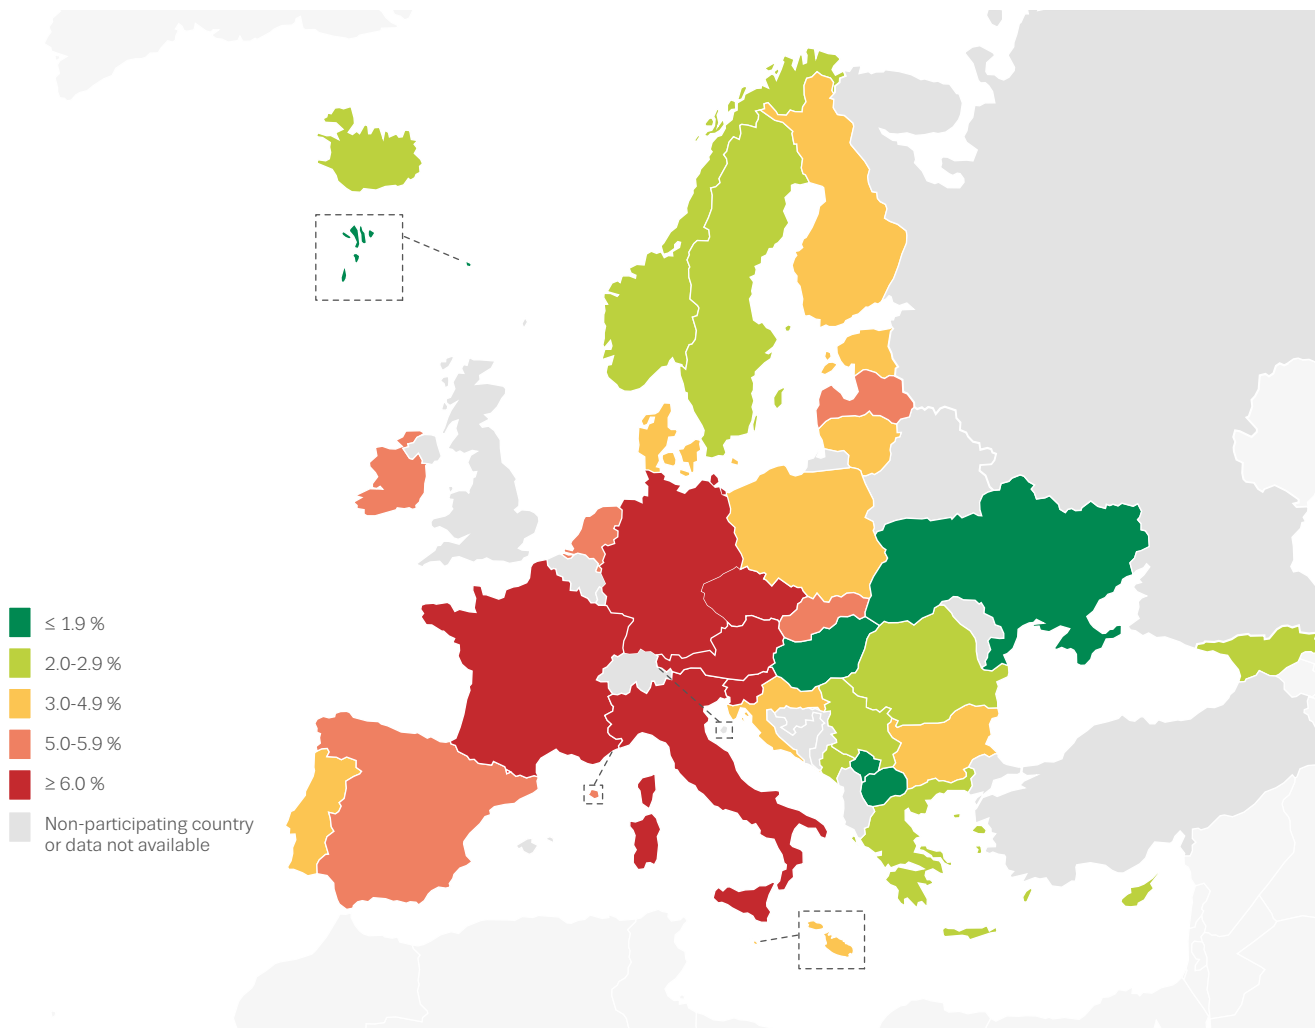 ≤ 1.9 %
2.0-2.9 %
3.0-4.9 %
5.0-5.9 %
≥ 6.0 %
Non-participating country
or data not available